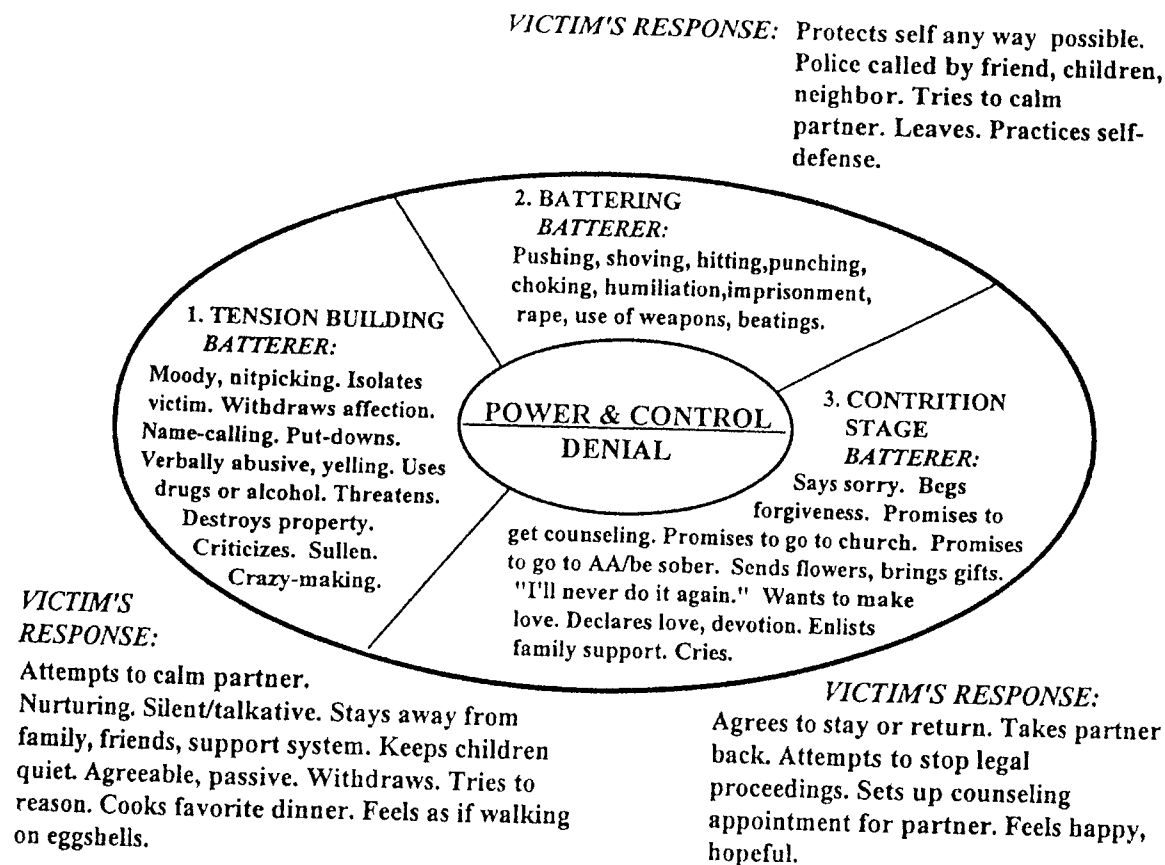 VICTIM'S RESPONSE: Protects self any way possible.
Police called by friend, children,
neighbor. Tries to calm
partner. Leaves. Practices self-
defense.
2. BATTERING
BATTERER:
Pushing, shoving, hitting,punching,
choking, humiliation,imprisonment,
rape, use of weapons, beatings.
1. TENSION BUILDING
BATTERER:
Moody, nitpicking. Isolates
victim. Withdraws affection.
Name-calling. Put-downs.
Verbally abusive, yelling. Uses
drugs or alcohol. Threatens.
Destroys property.
Criticizes. Sullen.
Crazy-making.
POWER & CONTROL
DENIAL
3. CONTRITION
STAGE
BATTERER:
Says sorry. Begs
forgiveness. Promises to
get counseling. Promises to go to church. Promises
to go to AA/be sober. Sends flowers, brings gifts.
"I'll never do it again." Wants to make
love. Declares love, devotion. Enlists
family support. Cries.
VICTIM'S
RESPONSE:
Attempts to calm partner.
Nurturing. Silent/talkative. Stays away from
family, friends, support system. Keeps children
quiet. Agreeable, passive. Withdraws. Tries to
reason. Cooks favorite dinner. Feels as if walking
on eggshells.
VICTIM'S RESPONSE:
Agrees to stay or return. Takes partner
back. Attempts to stop legal
proceedings. Sets up counseling
appointment for partner. Feels happy,
hopeful.